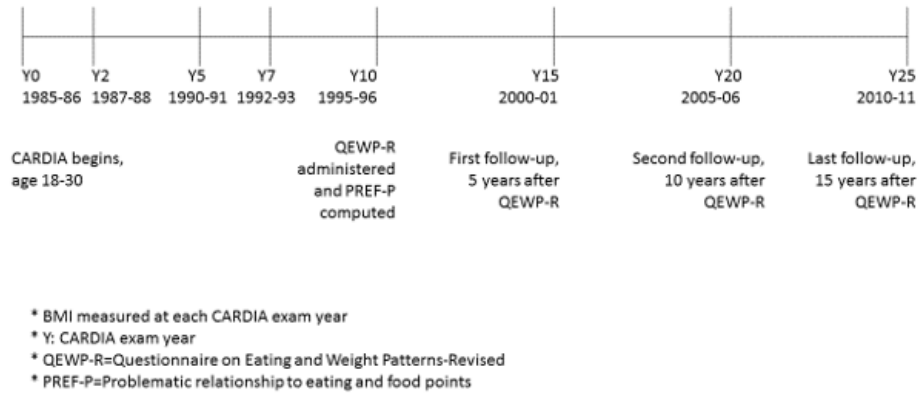 Y0 Y2 Y5 Y7 Y10 Y15 Y20 Y25
1985-86 1987-88 1990-91 1992-93 1995-96 2000-01 2005-06 2010-11
CARDIA begins,
age 18-30
QEWP-R
administered
and PREF-P
computed
First follow-up,
5 years after
QEWP-R
Second follow-up,
10 years after
QEWP-R
Last follow-up,
15 years after
QEWP-R
* BMI measured at each CARDIA exam year
* Y: CARDIA exam year
* QEWP-R=Questionnaire on Eating and Weight Patterns-Revised
* PREF-P=Problematic relationship to eating and food points